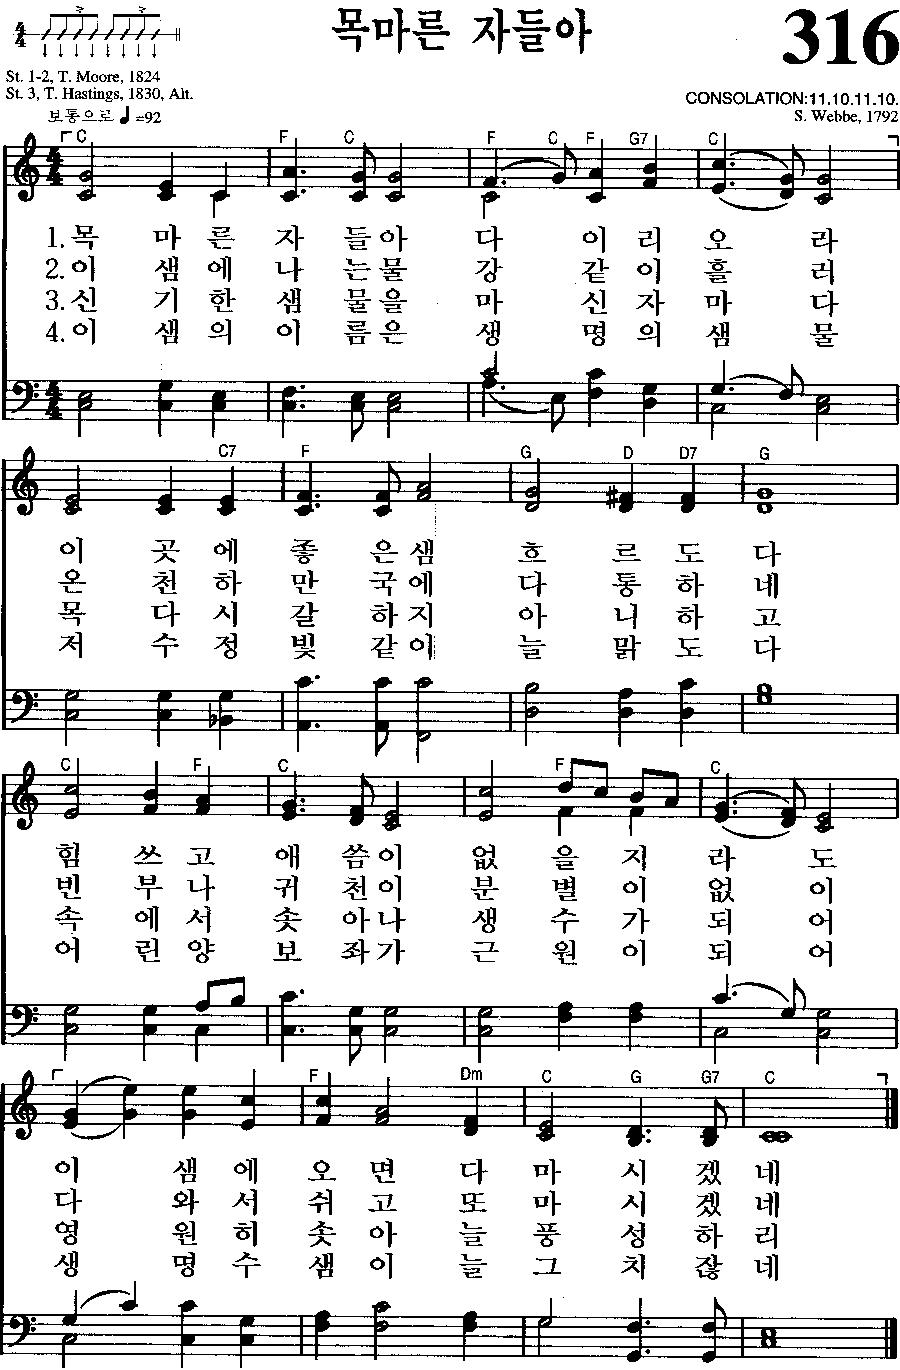 목마른 자들아
316
St. 1-2, T. Moore, 1824
St. 3, T. Hastings, 1830, Alt.
CONSOLATION:11.10.11.10.
보통으로 ♩ =92
S. Webbe, 1792
C F C F C F G7 C
1. 목 마 른 자 들 아 다 이 리 오 라
2. 이 샘 에 나 는 물 강 같 이 흘 러
3. 신 기 한 샘 물 을 마 신 자 마 다
4. 이 샘 의 이 름 은 생 명 의 샘 물
C7 F G D D7 G
이 곳 에 좋 은 샘 흐 르 도 다
온 천 하 만 국 에 다 통 하 네
목 다 시 갈 하 지 아 니 하 고
저 수 정 빛 같 이 늘 맑 도 다
C F C F C
힘 쓰 고 애 씀 이 없 을 지 라 도
빈 부 나 귀 천 이 분 별 이 없 이
속 에 서 솟 아 나 생 수 가 되 어
어 린 양 보 좌 가 근 원 이 되 어
F Dm C G G7 C
이 샘 에 오 면 다 마 시 겠 네
다 와 서 쉬 고 또 마 시 겠 네
영 원 히 솟 아 늘 풍 성 하 리
생 명 수 샘 이 늘 그 치 잖 네